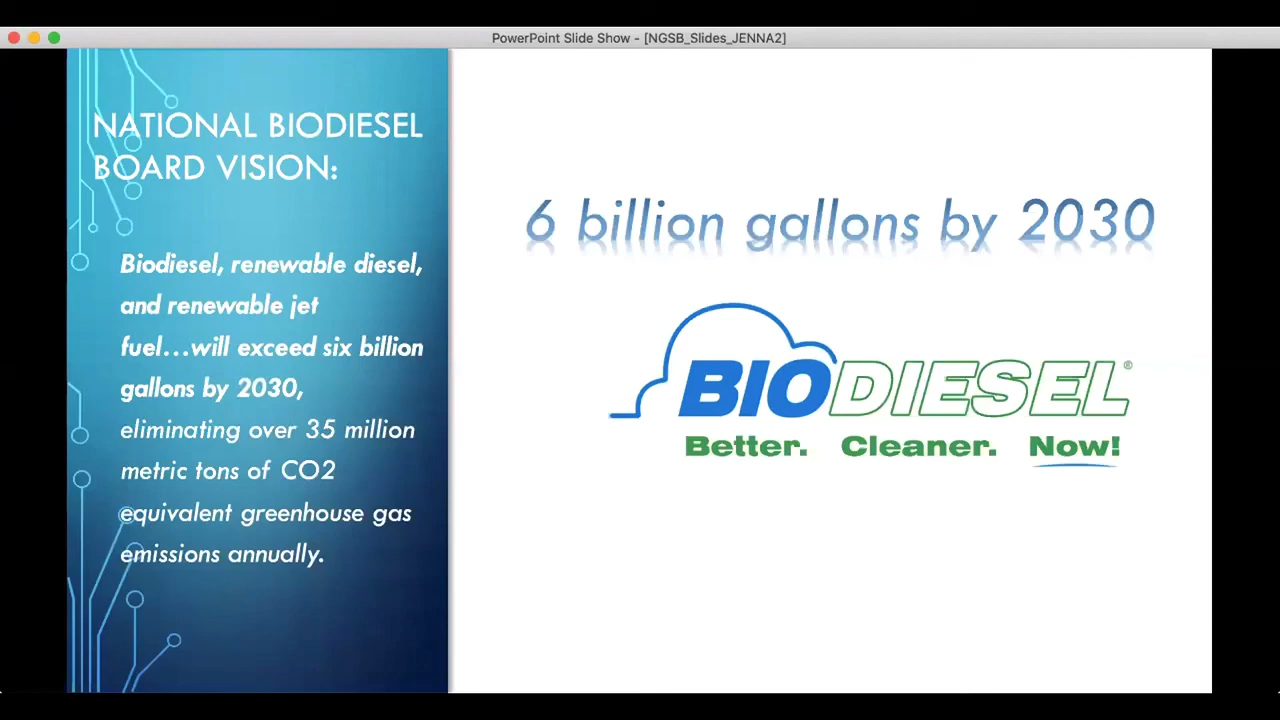 PowerPoint Slide Show - [NGSB_Slides_JENNA2]
NATIONAL BIODIESEL
BOARD VISION:
Biodiesel, renewable diesel,
and renewable jet
fuel…will exceed six billion
gallons by 2030,
eliminating over 35 million
metric tons of CO2
equivalent greenhouse gas
emissions annually.
6 billion gallons by 2030
BIODIESEL®
Better. Cleaner. Now!